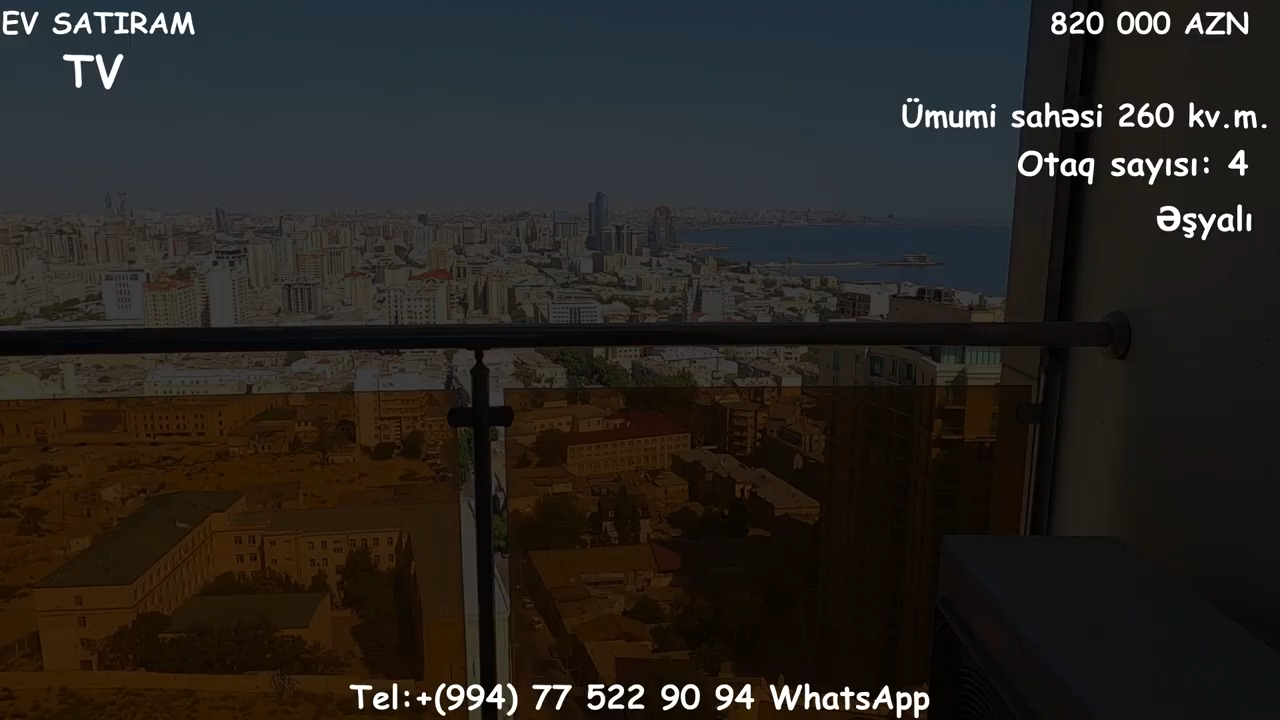 EV SATIRAM
TV
820 000 AZN
Ümumi sahəsi 260 kv.m.
Otaq sayısı: 4
Əşyalı
Tel:+(994) 77 522 90 94 WhatsApp